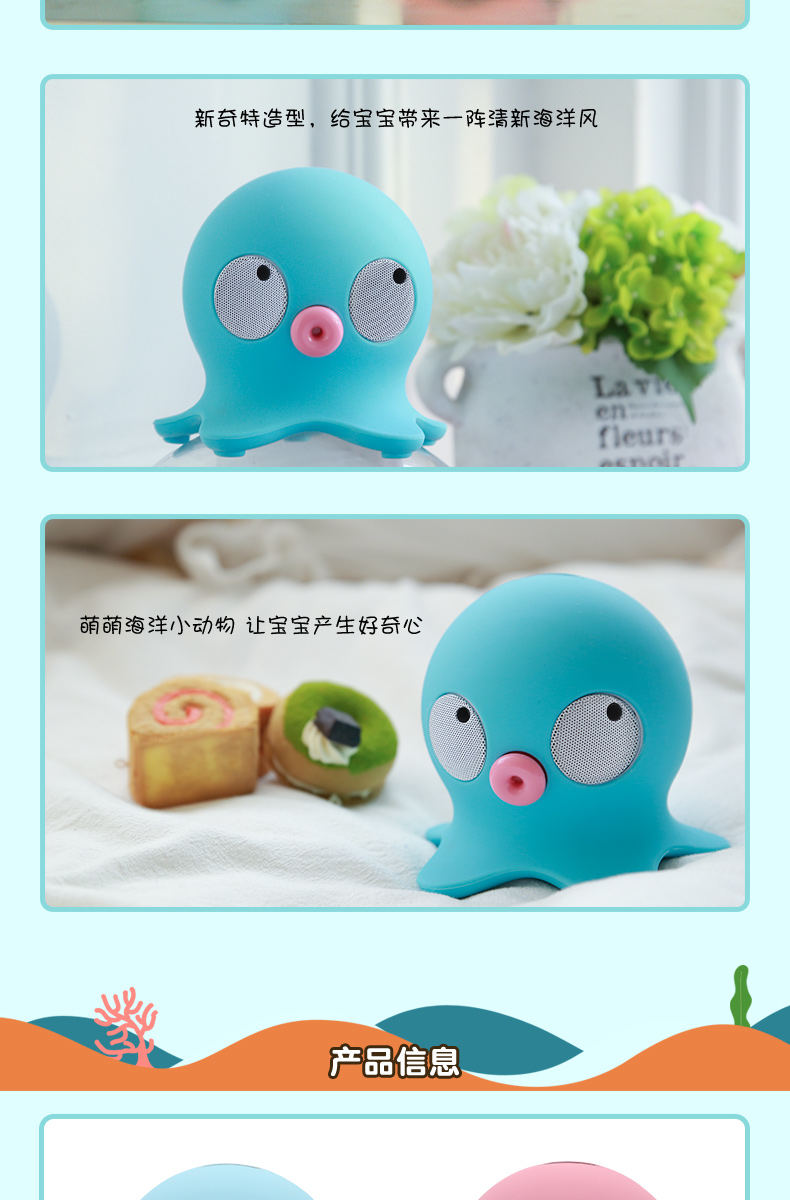 新奇特造型，给宝宝带来一阵清新海洋风
La vie
en
fleurs
espoir
萌萌海洋小动物 让宝宝产生好奇心
产品信息